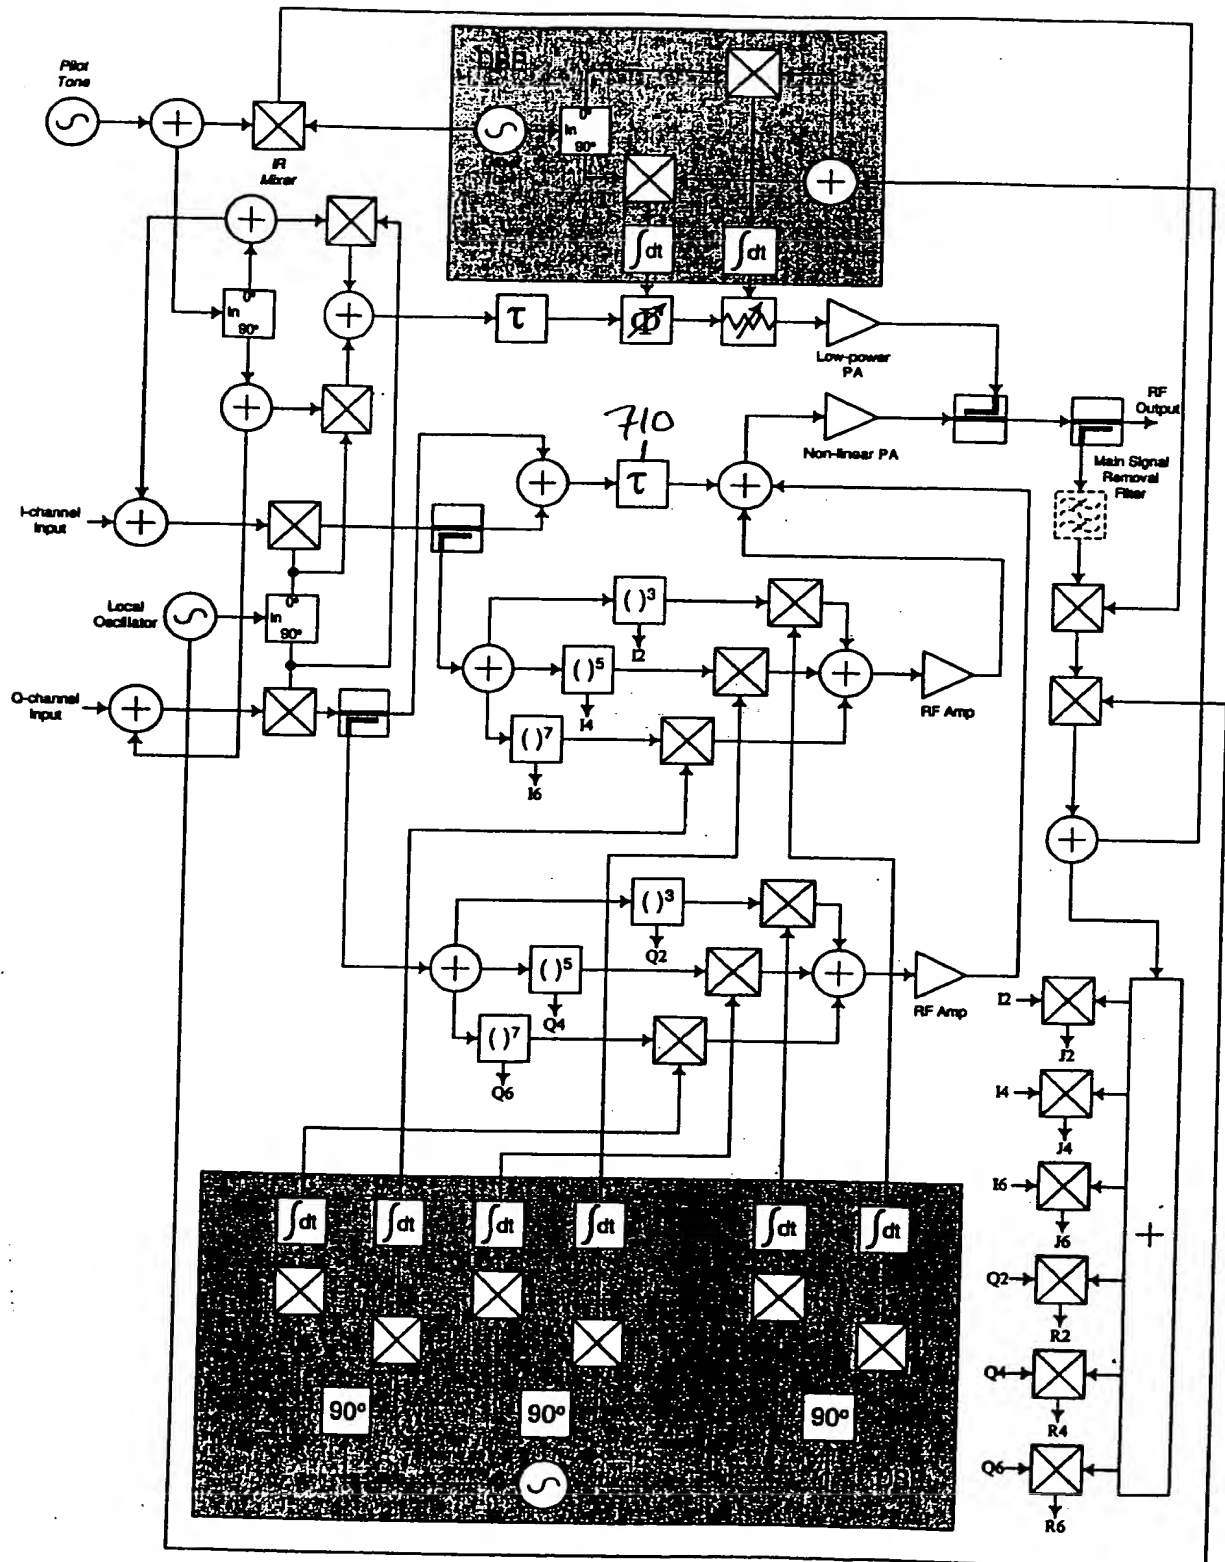 Pilot
Tone
IR
Mixer
In
0°
90°
∫dt
∫dt
In
0°
90°
τ
Φ
Low-power
PA
710
τ
Non-linear PA
RF
Output
Main Signal
Removal
Filter
I-channel
Input
Local
Oscillator
In
0°
90°
Q-channel
Input
( )³
I2
( )⁵
I4
( )⁷
I6
RF Amp
( )³
Q2
( )⁵
Q4
( )⁷
Q6
RF Amp
I2
J2
I4
J4
I6
J6
Q2
R2
Q4
R4
Q6
R6
∫dt
∫dt
∫dt
∫dt
∫dt
∫dt
90°
90°
90°